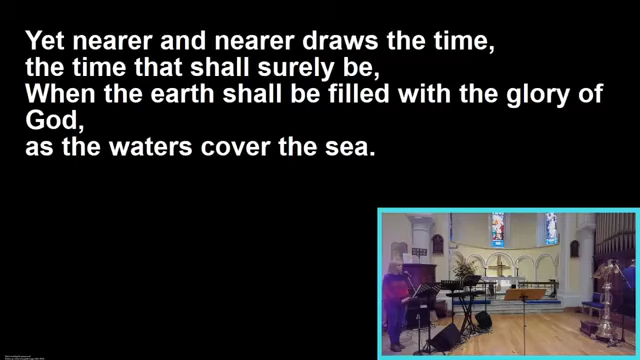 Yet nearer and nearer draws the time,
the time that shall surely be,
When the earth shall be filled with the glory of
God,
as the waters cover the sea.